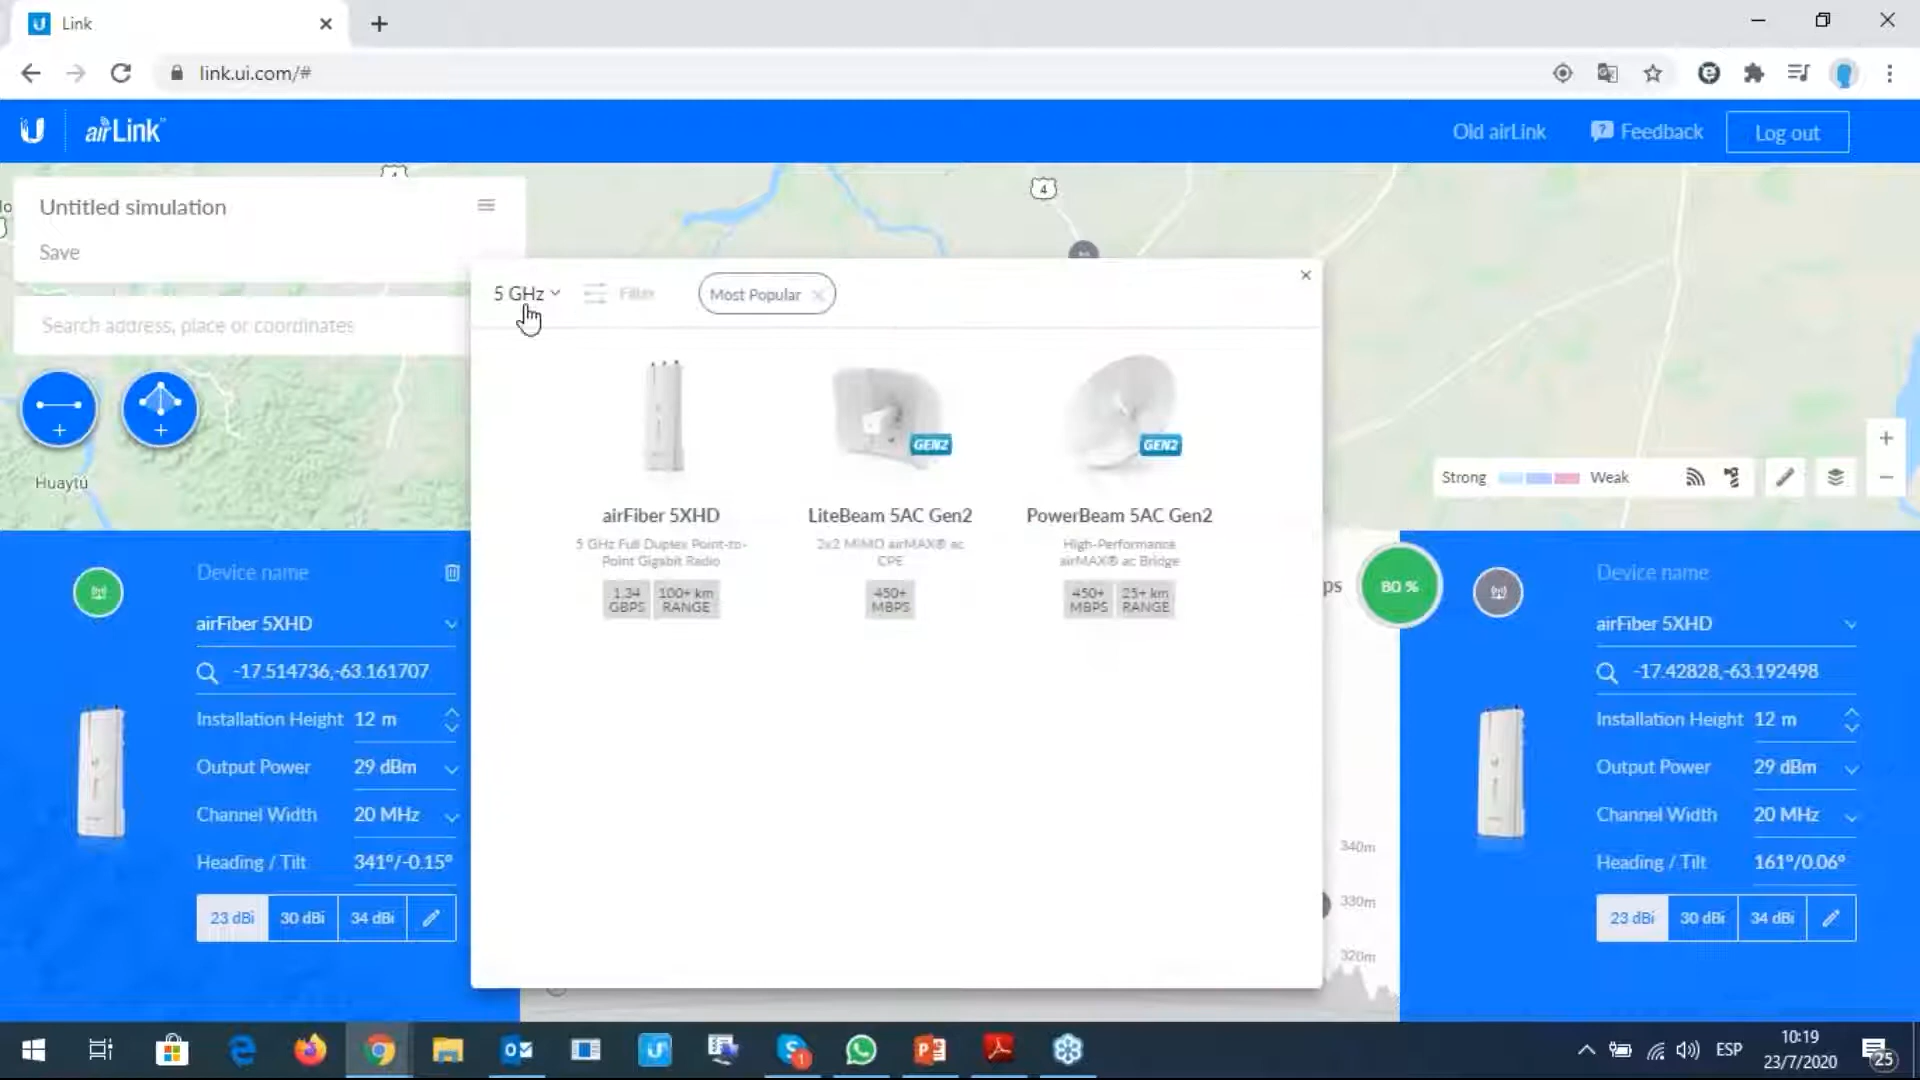 Link
link.ui.com/#
airLink™
Old airLink
Feedback
Log out
Untitled simulation
Save
Search address, place or coordinates
Huaytú
4
5 GHz
Filter
Most Popular
GEN2
GEN2
airFiber 5XHD
5 GHz Full Duplex Point-to-
Point Gigabit Radio
1.34
GBPS
100+ km
RANGE
LiteBeam 5AC Gen2
2x2 MIMO airMAX® ac
CPE
450+
MBPS
PowerBeam 5AC Gen2
High-Performance
airMAX® ac Bridge
450+
MBPS
25+ km
RANGE
Strong
Weak
Device name
airFiber 5XHD
-17.514736,-63.161707
Installation Height 12 m
Output Power 29 dBm
Channel Width 20 MHz
Heading / Tilt 341º/-0.15º
23 dBi 30 dBi 34 dBi
ps
80 %
340m
330m
320m
Device name
airFiber 5XHD
-17.42828,-63.192498
Installation Height 12 m
Output Power 29 dBm
Channel Width 20 MHz
Heading / Tilt 161º/0.06º
23 dBi 30 dBi 34 dBi
ESP
10:19
23/7/2020
25